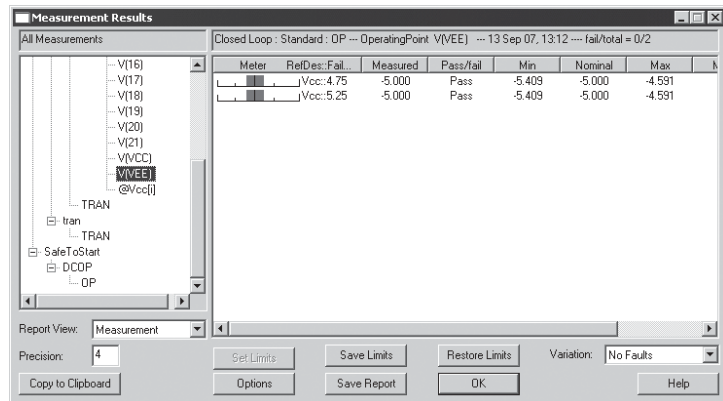 Measurement Results
All Measurements
Closed Loop : Standard : OP --- OperatingPoint V(VEE) --- 13 Sep 07, 13:12 ---- fail/total = 0/2
V(16)
V(17)
V(18)
V(19)
V(20)
V(21)
V(VCC)
V(VEE)
@Vcc[i]
TRAN
tran
TRAN
SafeToStart
DCOP
OP
Meter RefDes::Fail... Measured Pass/fail Min Nominal Max
Vcc::4.75 -5.000 Pass -5.409 -5.000 -4.591
Vcc::5.25 -5.000 Pass -5.409 -5.000 -4.591
Report View: Measurement
Precision: 4
Set Limits Save Limits Restore Limits Variation: No Faults
Copy to Clipboard Options Save Report OK Help